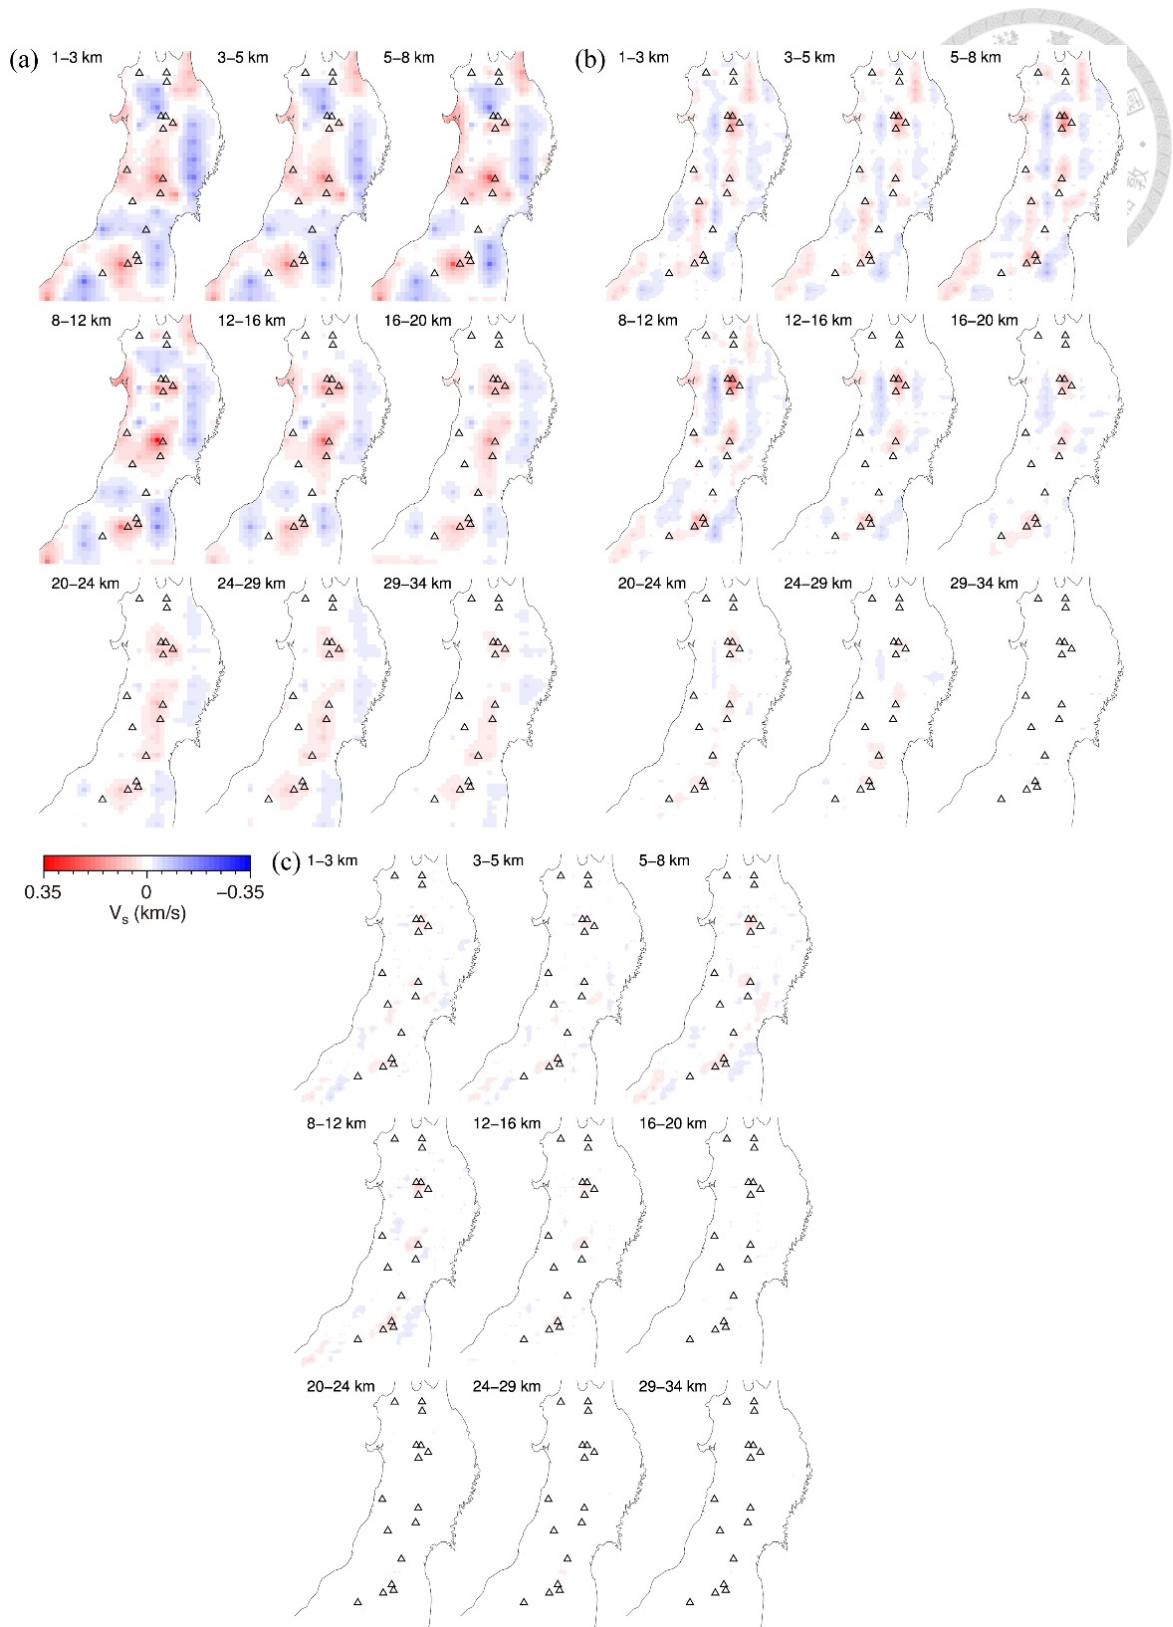 (a) 1–3 km 3–5 km 5–8 km (b) 1–3 km 3–5 km 5–8 km
8–12 km 12–16 km 16–20 km 8–12 km 12–16 km 16–20 km
20–24 km 24–29 km 29–34 km 20–24 km 24–29 km 29–34 km
0.35 0 −0.35
Vs (km/s)
(c) 1–3 km 3–5 km 5–8 km
8–12 km 12–16 km 16–20 km
20–24 km 24–29 km 29–34 km